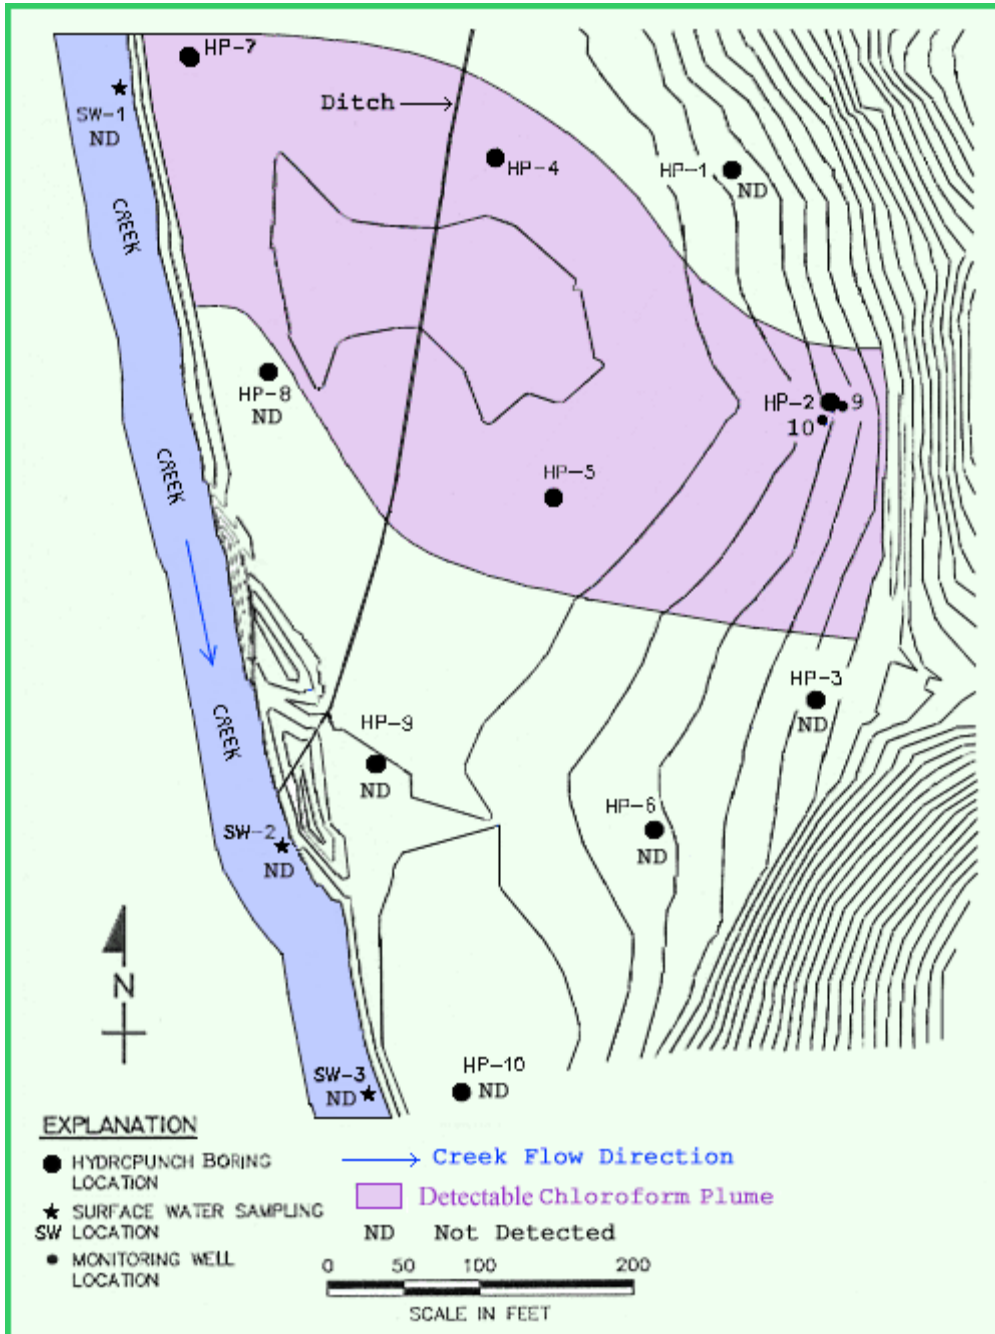 HP-7
Ditch
SW-1
ND
HP-4
HP-1
ND
CREEK
HP-8
ND
HP-2
9
10
CREEK
HP-5
HP-3
ND
CREEK
HP-9
ND
HP-6
ND
SW-2
ND
N
SW-3
ND
HP-10
ND
EXPLANATION
HYDRCPUNCH BORING
LOCATION
SURFACE WATER SAMPLING
SW LOCATION
MONITORING WELL
LOCATION
Creek Flow Direction
Detectable Chloroform Plume
ND Not Detected
0 50 100 200
SCALE IN FEET